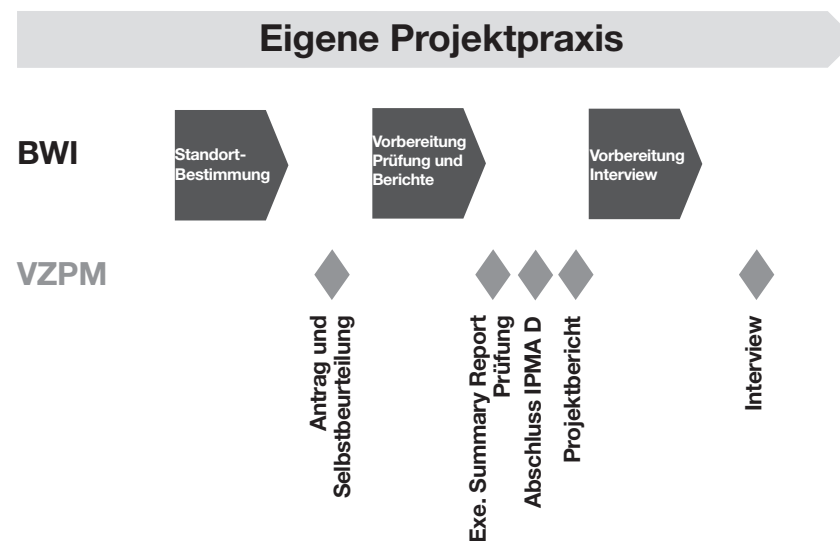 Eigene Projektpraxis
BWI
Standort-
Bestimmung
Vorbereitung
Prüfung und
Berichte
Vorbereitung
Interview
VZPM
Antrag und
Selbstbeurteilung
Exe. Summary Report
Prüfung
Abschluss IPMA D
Projektbericht
Interview